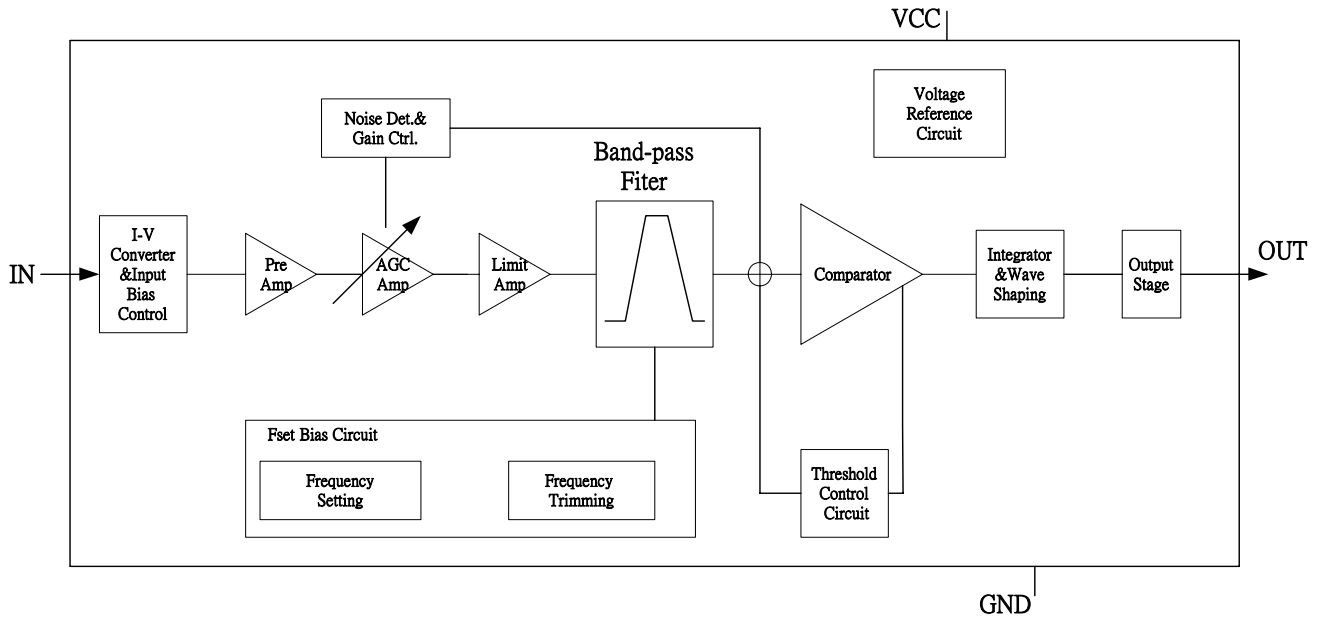 VCC
Voltage
Reference
Circuit
Noise Det.&
Gain Ctrl.
Band-pass
Fiter
IN
I-V
Converter
&Input
Bias
Control
Pre
Amp
AGC
Amp
Limit
Amp
Comparator
Integrator
&Wave
Shaping
Output
Stage
OUT
Fset Bias Circuit
Frequency
Setting
Frequency
Trimming
Threshold
Control
Circuit
GND